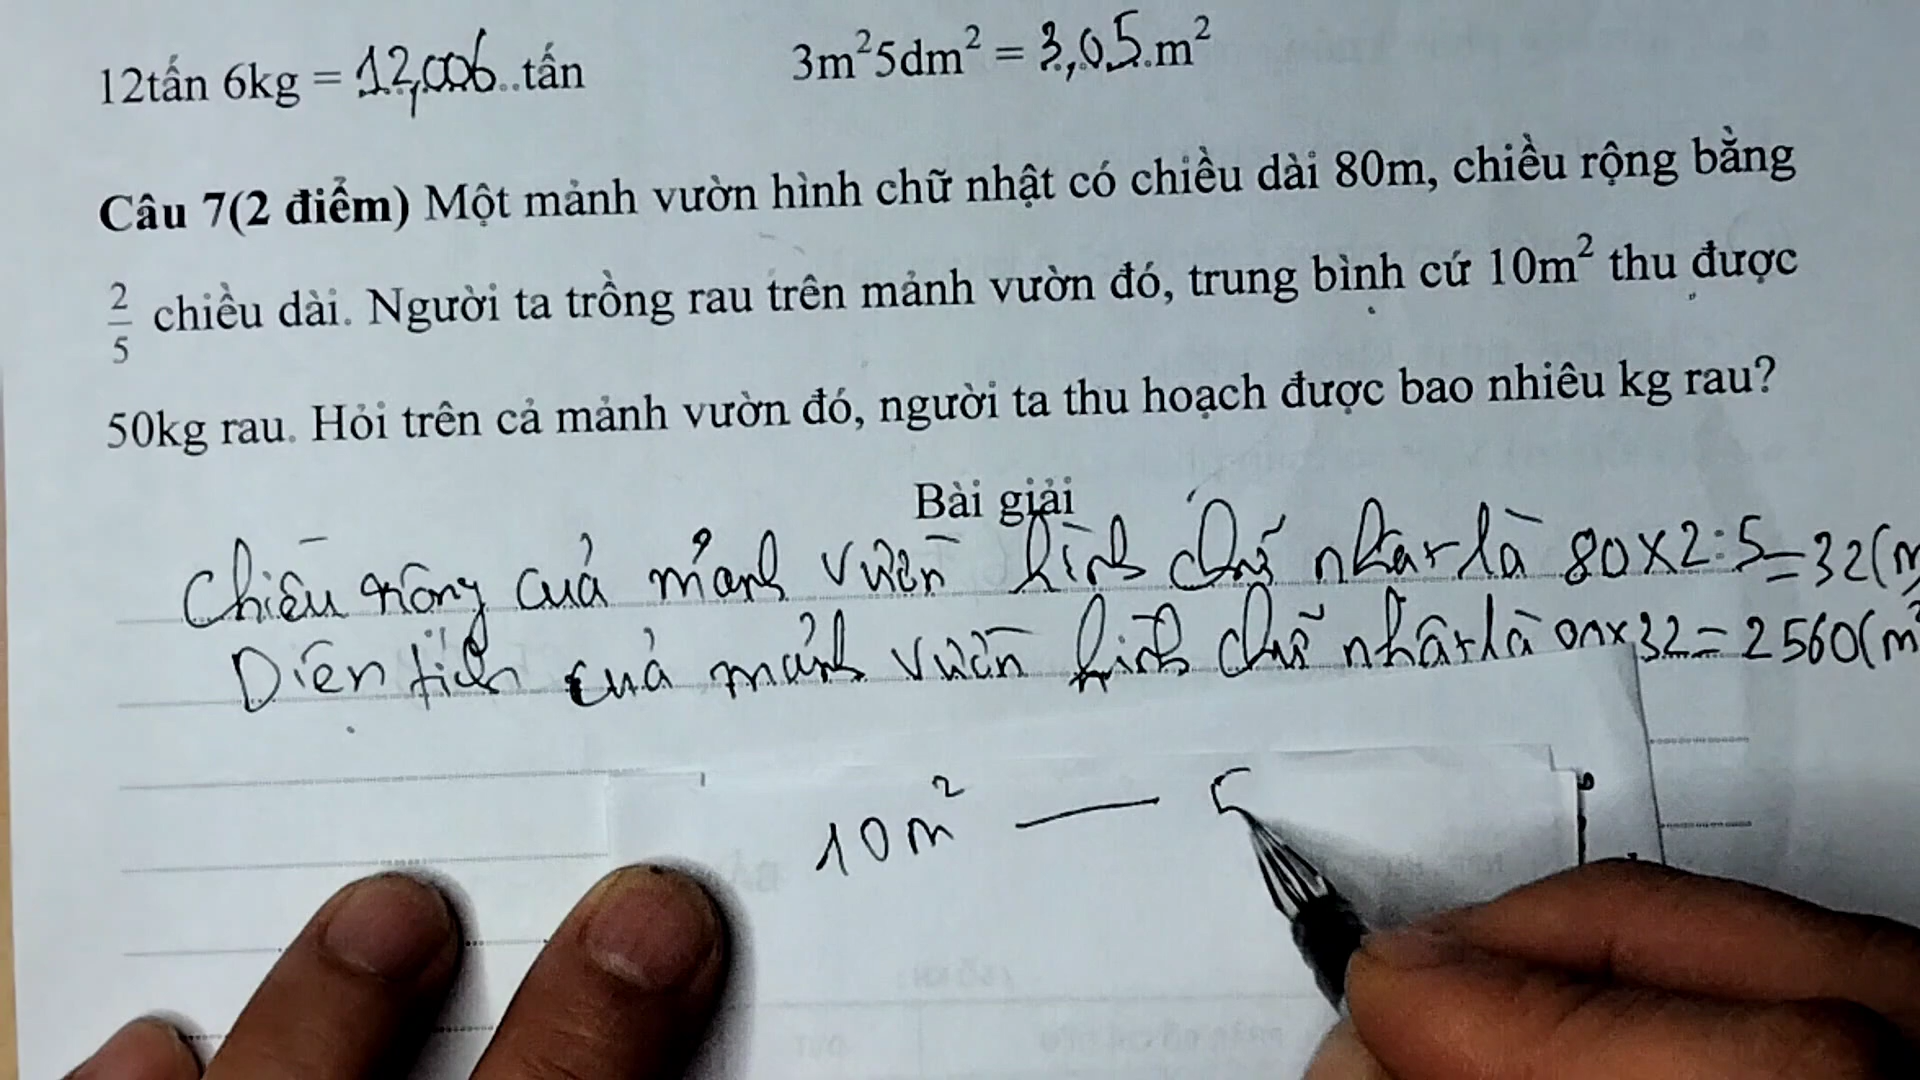 12tấn 6kg = 12,006..tấn 3m²5dm² = 3,05.m²
Câu 7(2 điểm) Một mảnh vườn hình chữ nhật có chiều dài 80m, chiều rộng bằng
2/5 chiều dài. Người ta trồng rau trên mảnh vườn đó, trung bình cứ 10m² thu được
50kg rau. Hỏi trên cả mảnh vườn đó, người ta thu hoạch được bao nhiêu kg rau?
Bài giải
Chiều rộng của mảnh vườn hình chữ nhật là 80x2:5=32(m
Diện tích của mảnh vườn hình chữ nhật là x32=2560(m²
10m² — 5